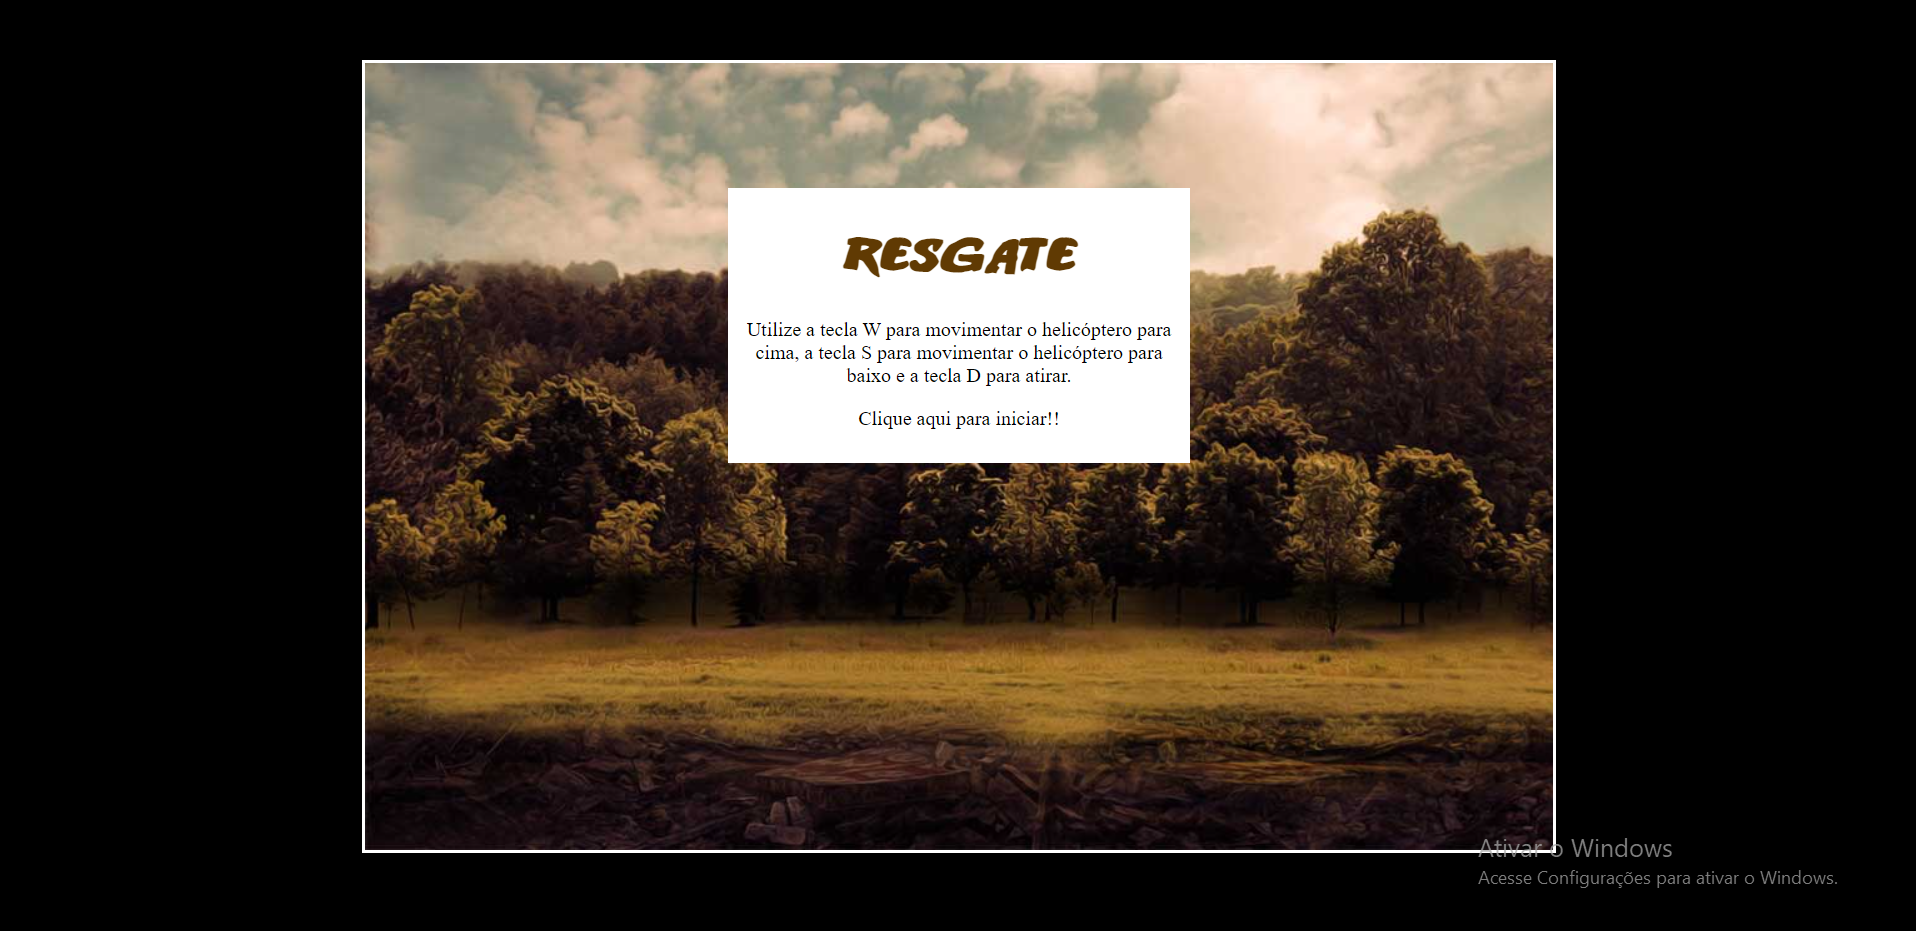 RESGATE
Utilize a tecla W para movimentar o helicóptero para
cima, a tecla S para movimentar o helicóptero para
baixo e a tecla D para atirar.
Clique aqui para iniciar!!
Ativar o Windows
Acesse Configurações para ativar o Windows.